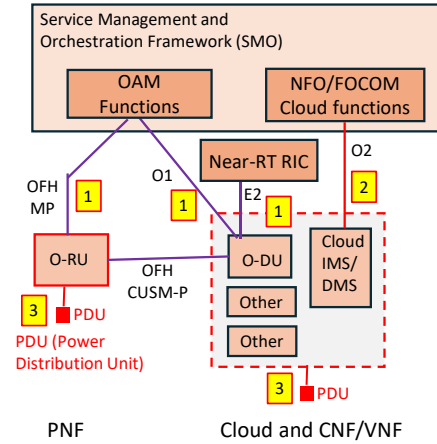 Service Management and
Orchestration Framework (SMO)
OAM
Functions
NFO/FOCOM
Cloud functions
O1
Near-RT RIC
O2
OFH
MP
1
1
E2
1
2
O-RU
OFH
CUSM-P
O-DU
Cloud
IMS/
DMS
Other
Other
3
PDU
PDU (Power
Distribution Unit)
3
PDU
PNF
Cloud and CNF/VNF